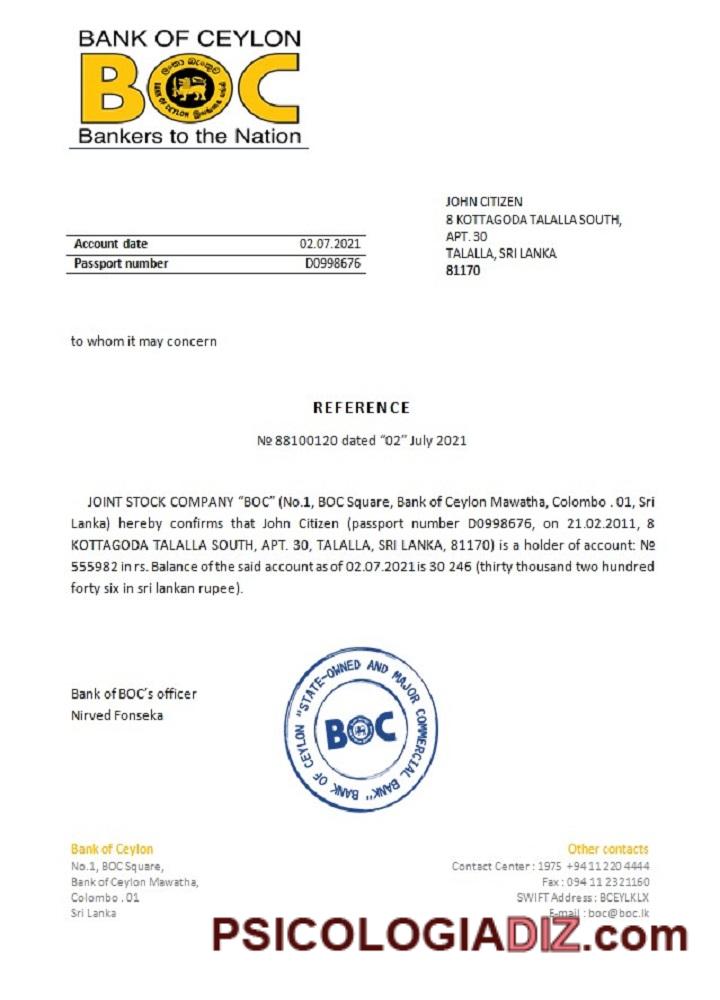 BANK OF CEYLON
BOC
Bankers to the Nation
JOHN CITIZEN
8 KOTTAGODA TALALLA SOUTH,
APT. 30
TALALLA, SRI LANKA
81170
Account date 02.07.2021
Passport number D0998676
to whom it may concern
REFERENCE
№ 88100120 dated “02” July 2021
JOINT STOCK COMPANY “BOC” (No.1, BOC Square, Bank of Ceylon Mawatha, Colombo . 01, Sri
Lanka) hereby confirms that John Citizen (passport number D0998676, on 21.02.2011, 8
KOTTAGODA TALALLA SOUTH, APT. 30, TALALLA, SRI LANKA, 81170) is a holder of account: №
555982 in rs. Balance of the said account as of 02.07.2021 is 30 246 (thirty thousand two hundred
forty six in sri lankan rupee).
Bank of BOC’s officer
Nirved Fonseka
BANK OF CEYLON "STATE-OWNED AND MAJOR COMMERCIAL BANK"
BOC
Bank of Ceylon
No.1, BOC Square,
Bank of Ceylon Mawatha,
Colombo . 01
Sri Lanka
Other contacts
Contact Center : 1975 +94 11 220 4444
Fax : 094 11 2321160
SWIFT Address : BCEYLKLX
E-mail : boc@boc.lk
PSICOLOGIADIZ.com